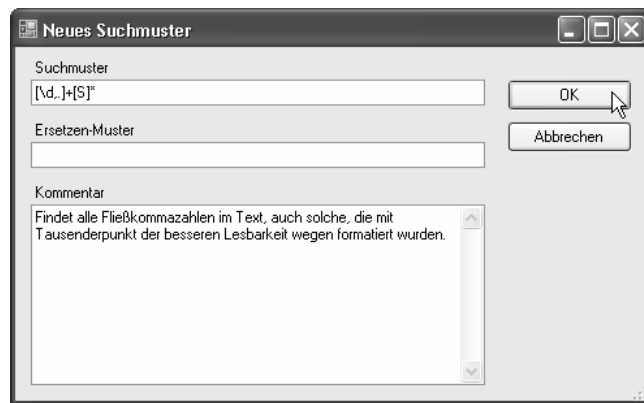 Neues Suchmuster
Suchmuster
[\d,.]+[S]*
OK
Ersetzen-Muster
Abbrechen
Kommentar
Findet alle Fließkommazahlen im Text, auch solche, die mit
Tausenderpunkt der besseren Lesbarkeit wegen formatiert wurden.